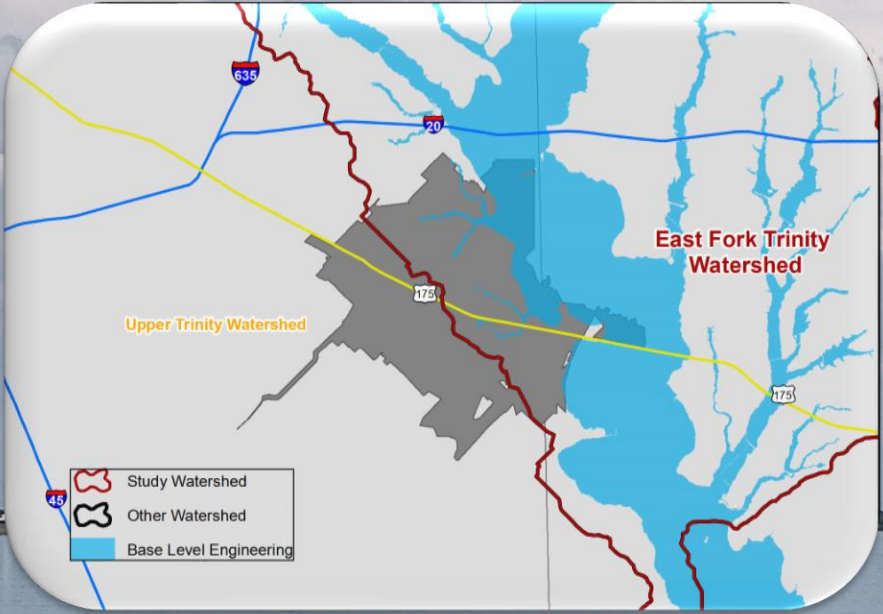 635
20
East Fork Trinity
Watershed
175
Upper Trinity Watershed
175
45
Study Watershed
Other Watershed
Base Level Engineering